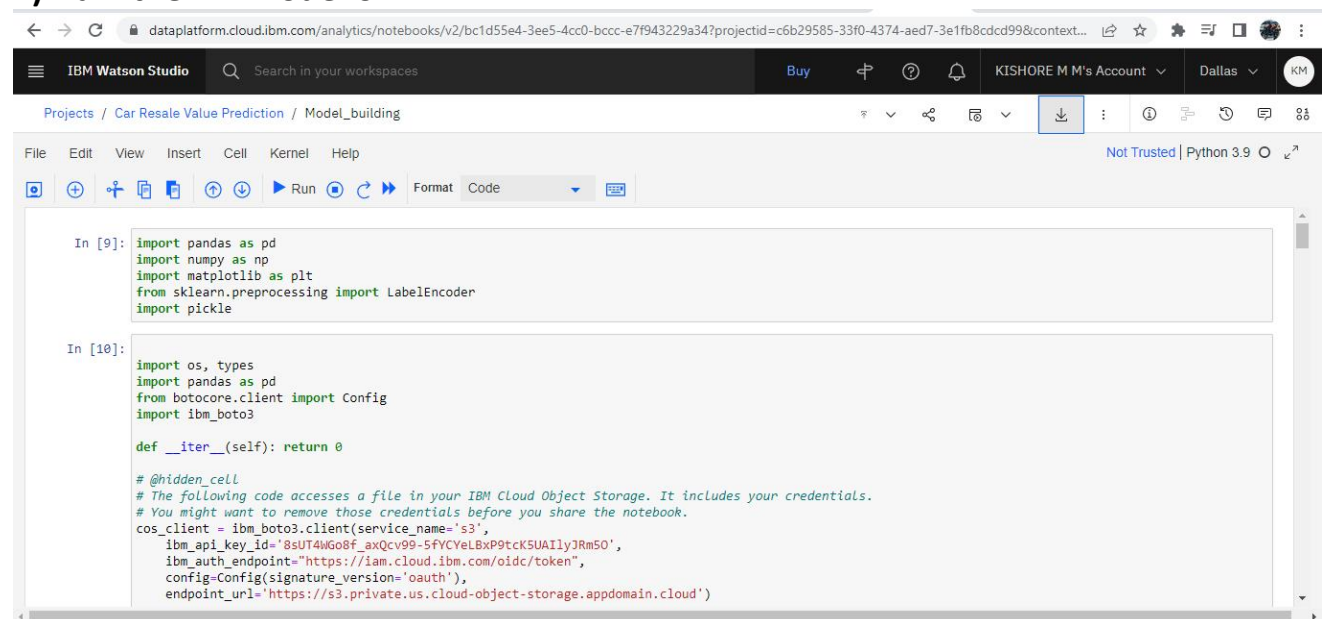 dataplatform.cloud.ibm.com/analytics/notebooks/v2/bc1d55e4-3ee5-4cc0-bccc-e7f943229a34?projectid=c6b29585-33f0-4374-aed7-3e1fb8cdcd99&context...
IBM Watson Studio Search in your workspaces Buy KISHORE M M's Account Dallas KM
Projects / Car Resale Value Prediction / Model_building
File Edit View Insert Cell Kernel Help Not Trusted | Python 3.9
Run Format Code
In [9]: import pandas as pd
import numpy as np
import matplotlib as plt
from sklearn.preprocessing import LabelEncoder
import pickle
In [10]:
import os, types
import pandas as pd
from botocore.client import Config
import ibm_boto3
def __iter__(self): return 0
# @hidden_cell
# The following code accesses a file in your IBM Cloud Object Storage. It includes your credentials.
# You might want to remove those credentials before you share the notebook.
cos_client = ibm_boto3.client(service_name='s3',
ibm_api_key_id='8sUT4WGo8f_axQcv99-5fYCYeLBxP9tcK5UAIlyJRm5O',
ibm_auth_endpoint="https://iam.cloud.ibm.com/oidc/token",
config=Config(signature_version='oauth'),
endpoint_url='https://s3.private.us.cloud-object-storage.appdomain.cloud')